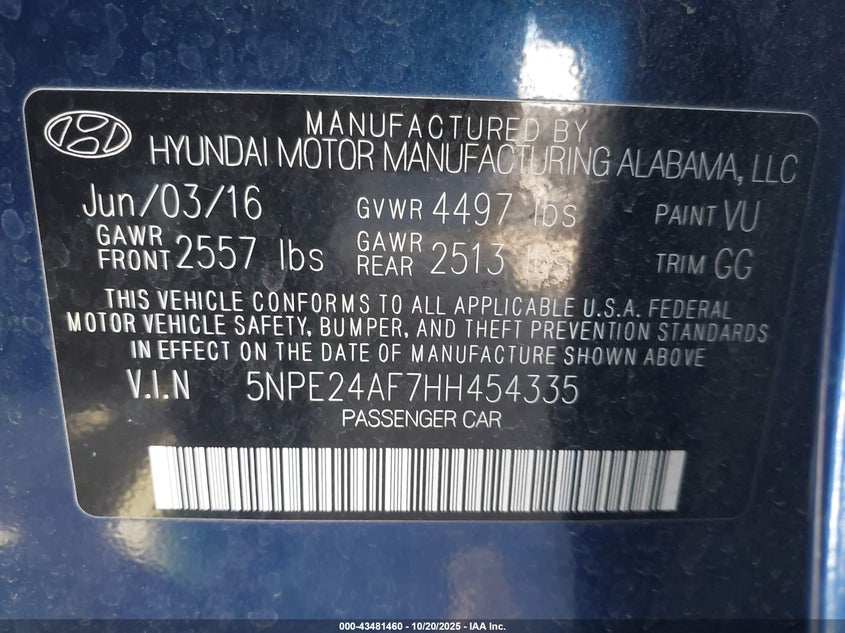 MANUFACTURED BY
HYUNDAI MOTOR MANUFACTURING ALABAMA, LLC
Jun/03/16 GVWR 4497 lbs PAINT VU
GAWR FRONT 2557 lbs GAWR REAR 2513 lbs TRIM GG
THIS VEHICLE CONFORMS TO ALL APPLICABLE U.S.A. FEDERAL
MOTOR VEHICLE SAFETY, BUMPER, AND THEFT PREVENTION STANDARDS
IN EFFECT ON THE DATE OF MANUFACTURE SHOWN ABOVE
V.I.N 5NPE24AF7HH454335
PASSENGER CAR
000-43481460 - 10/20/2025 - IAA Inc.